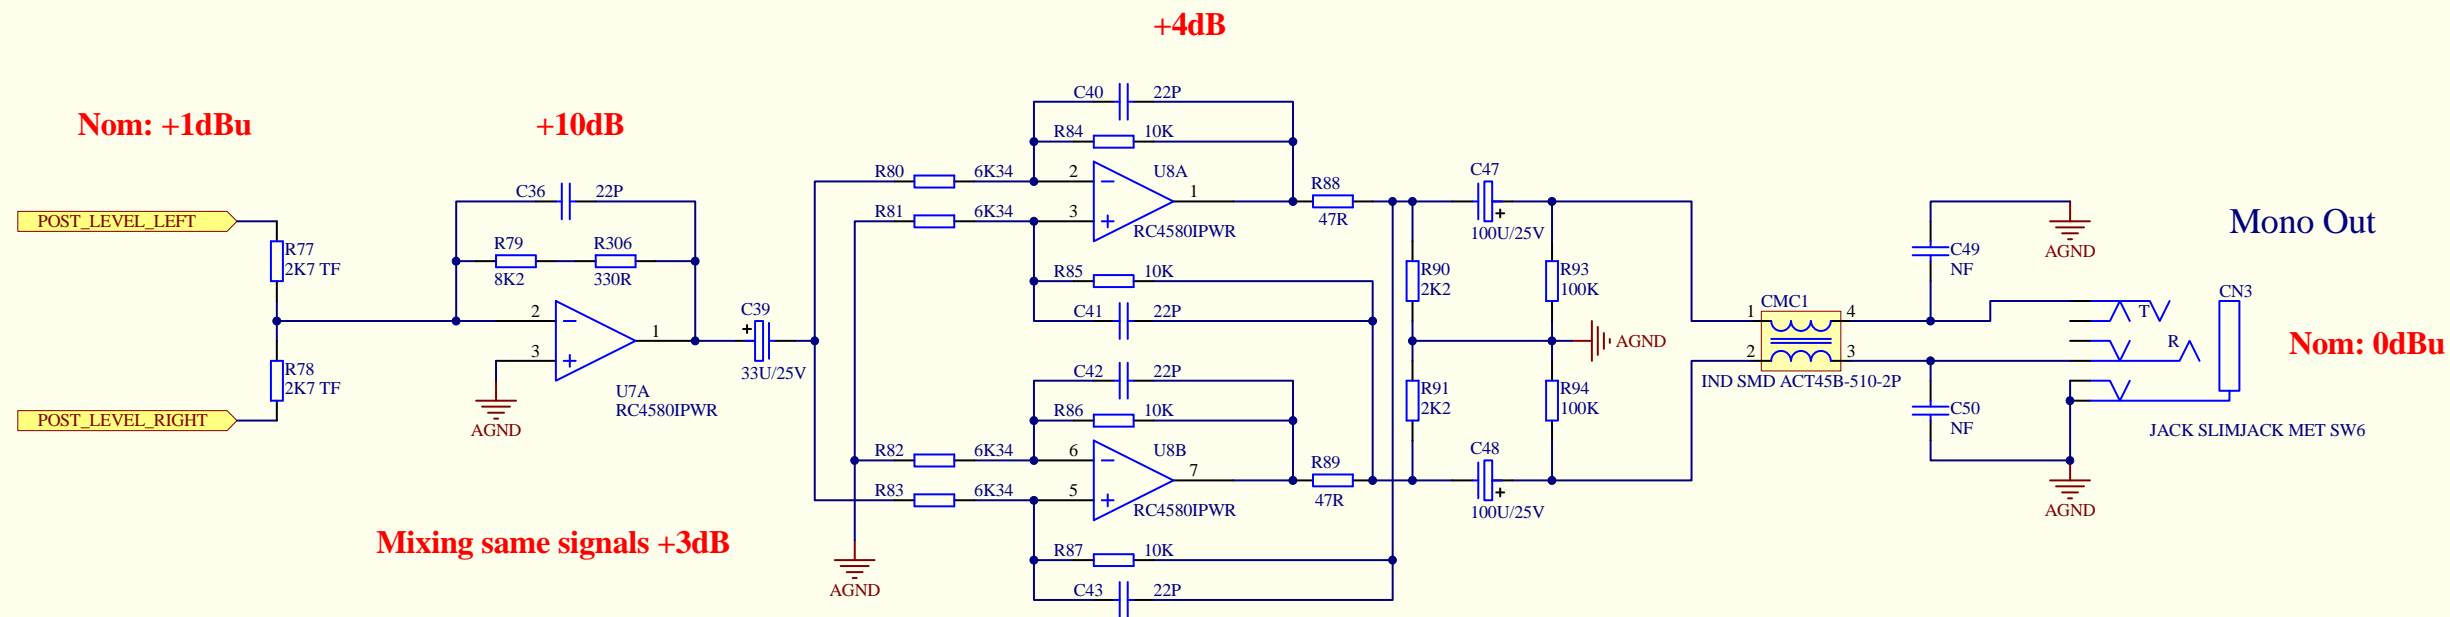 +4dB
Nom: +1dBu
+10dB
POST_LEVEL_LEFT
R77
2K7 TF
R78
2K7 TF
POST_LEVEL_RIGHT
C36
22P
R79
8K2
R306
330R
2
3
1
U7A
RC4580IPWR
AGND
C39
+
33U/25V
Mixing same signals +3dB
R80
6K34
R81
6K34
C40
22P
R84
10K
2
3
1
U8A
RC4580IPWR
R85
10K
C41
22P
C42
22P
R86
10K
R82
6K34
R83
6K34
6
5
7
U8B
RC4580IPWR
R87
10K
C43
22P
AGND
R88
47R
R89
47R
R90
2K2
R91
2K2
C47
+
100U/25V
C48
+
100U/25V
R93
100K
R94
100K
AGND
CMC1
1
4
2
3
IND SMD ACT45B-510-2P
C49
NF
C50
NF
AGND
Mono Out
CN3
T
R
Nom: 0dBu
JACK SLIMJACK MET SW6
AGND